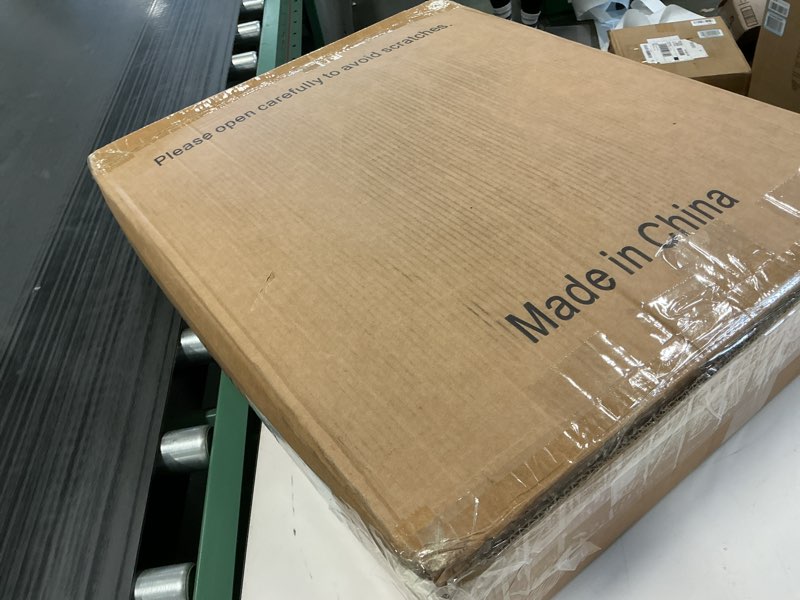 Please open carefully to avoid scratches.
Made in China